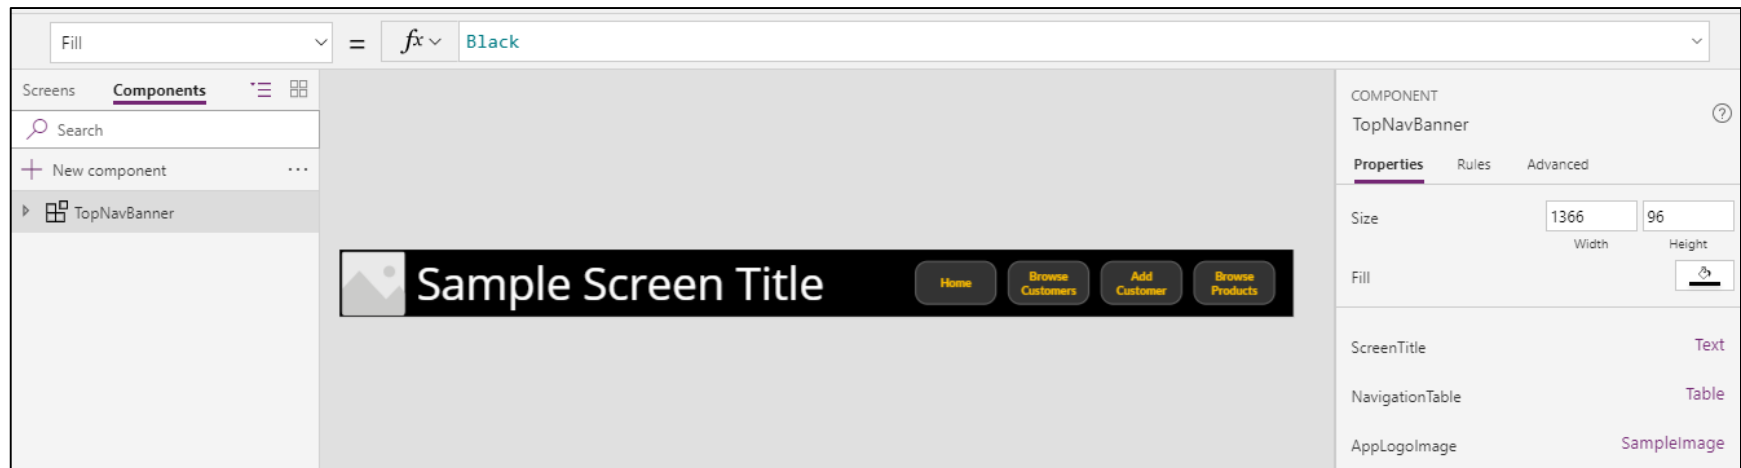 Fill
=
fx
Black
Screens
Components
Search
New component
...
TopNavBanner
Sample Screen Title
Home
Browse
Customers
Add
Customer
Browse
Products
COMPONENT
TopNavBanner
?
Properties
Rules
Advanced
Size
1366
96
Width
Height
Fill
ScreenTitle
Text
NavigationTable
Table
AppLogoImage
SampleImage